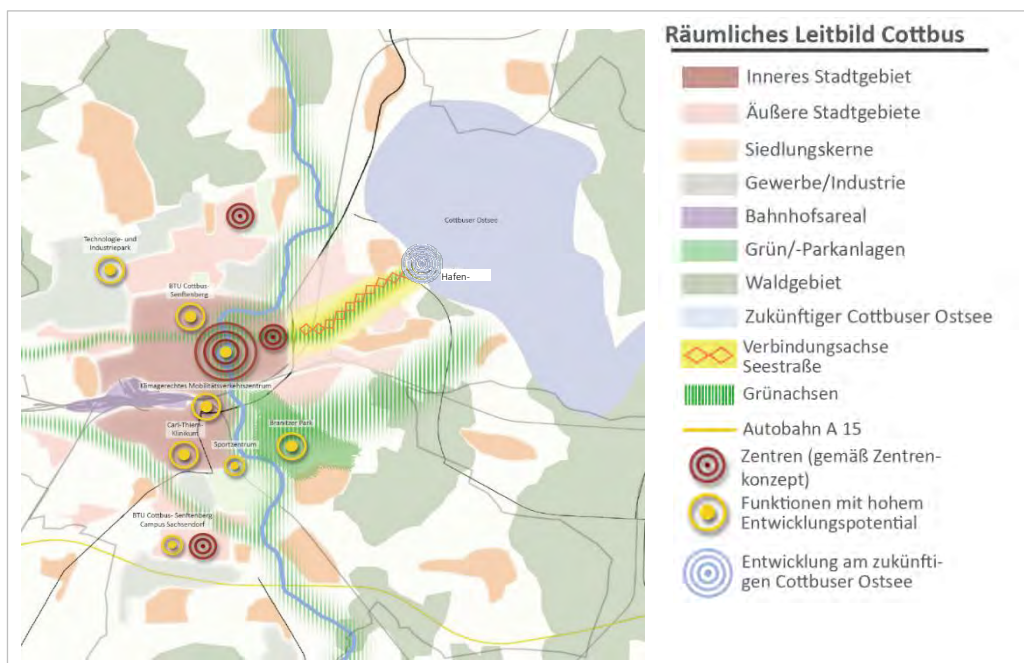 Räumliches Leitbild Cottbus
Inneres Stadtgebiet
Äußere Stadtgebiete
Siedlungskerne
Gewerbe/Industrie
Bahnhofsareal
Grün/-Parkanlagen
Waldgebiet
Zukünftiger Cottbuser Ostsee
Verbindungsachse
Seestraße
Grünachsen
Autobahn A 15
Zentren (gemäß Zentren-
konzept)
Funktionen mit hohem
Entwicklungspotential
Entwicklung am zukünfti-
gen Cottbuser Ostsee
Cottbuser Ostsee
Technologie- und
Industriepark
Hafen-
BTU Cottbus-
Senftenberg
Klimagerechtes Mobilitätsverkehrszentrum
Carl-Thiem-
Klinikum
Sportzentrum
Branitzer Park
BTU Cottbus- Senftenberg
Campus Sachsendorf